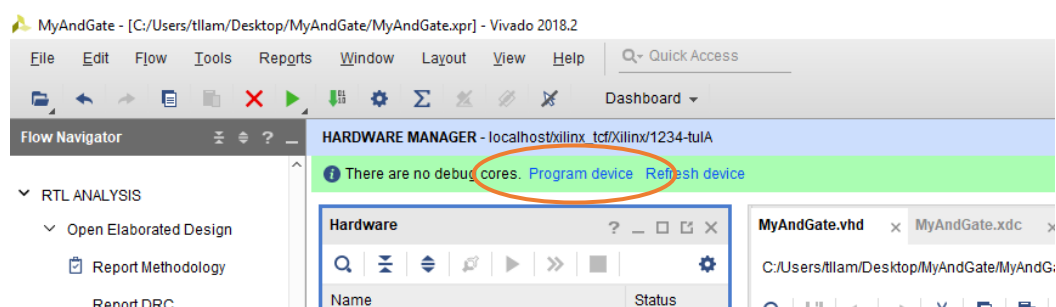 MyAndGate - [C:/Users/tllam/Desktop/MyAndGate/MyAndGate.xpr] - Vivado 2018.2
File Edit Flow Tools Reports Window Layout View Help Quick Access
Dashboard
Flow Navigator
HARDWARE MANAGER - localhost/xilinx_tcf/Xilinx/1234-tulA
There are no debug cores. Program device Refresh device
RTL ANALYSIS
Open Elaborated Design
Report Methodology
Report DRC
Hardware
Name Status
MyAndGate.vhd MyAndGate.xdc
C:/Users/tllam/Desktop/MyAndGate/MyAndGa